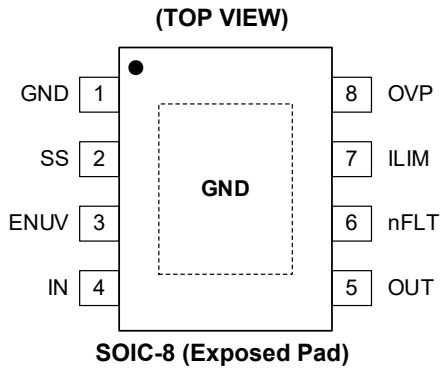 (TOP VIEW)
GND 1
SS 2
ENUV 3
IN 4
GND
8 OVP
7 ILIM
6 nFLT
5 OUT
SOIC-8 (Exposed Pad)